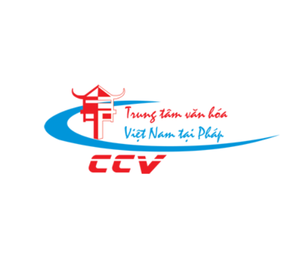 Trung tâm văn hóa
Việt Nam tại Pháp
CCV